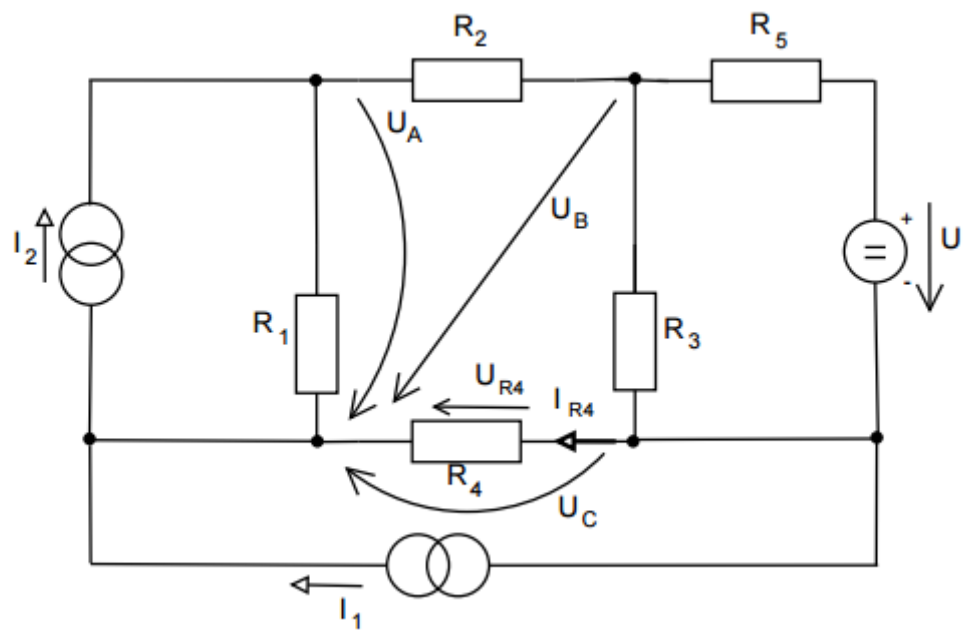 R2
R5
UA
UB
I2
+
=
U
-
R1
R3
UR4
IR4
R4
UC
I1